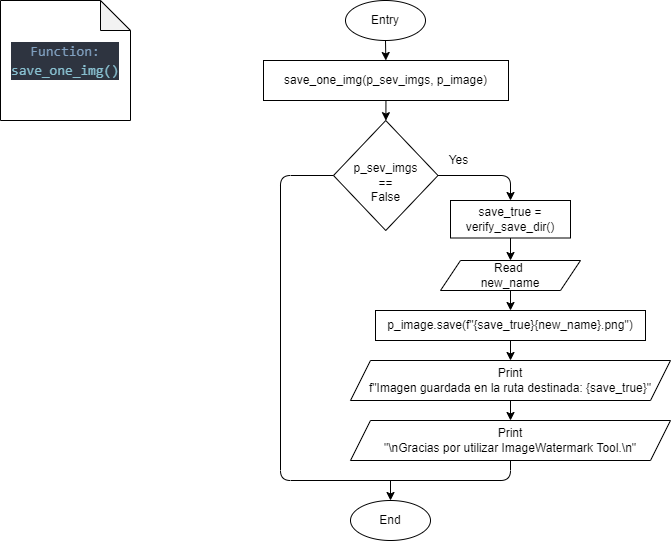 Function:
save_one_img()
Entry
save_one_img(p_sev_imgs, p_image)
p_sev_imgs
==
False
Yes
save_true =
verify_save_dir()
Read
new_name
p_image.save(f"{save_true}{new_name}.png")
Print
f"Imagen guardada en la ruta destinada: {save_true}"
Print
"\nGracias por utilizar ImageWatermark Tool.\n"
End